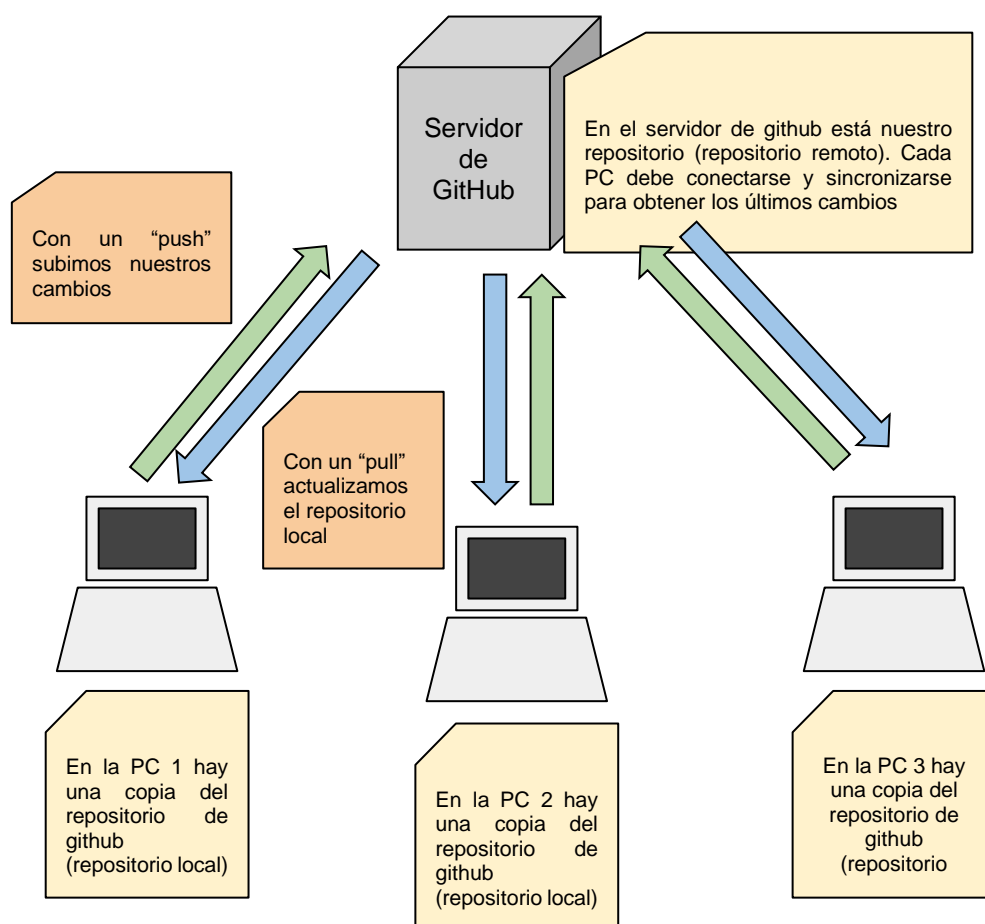 Servidor
de
GitHub
En el servidor de github está nuestro
repositorio (repositorio remoto). Cada
PC debe conectarse y sincronizarse
para obtener los últimos cambios
Con un “push”
subimos nuestros
cambios
Con un “pull”
actualizamos
el repositorio
local
En la PC 1 hay
una copia del
repositorio de
github
(repositorio local)
En la PC 2 hay
una copia del
repositorio de
github
(repositorio local)
En la PC 3 hay
una copia del
repositorio de
github
(repositorio